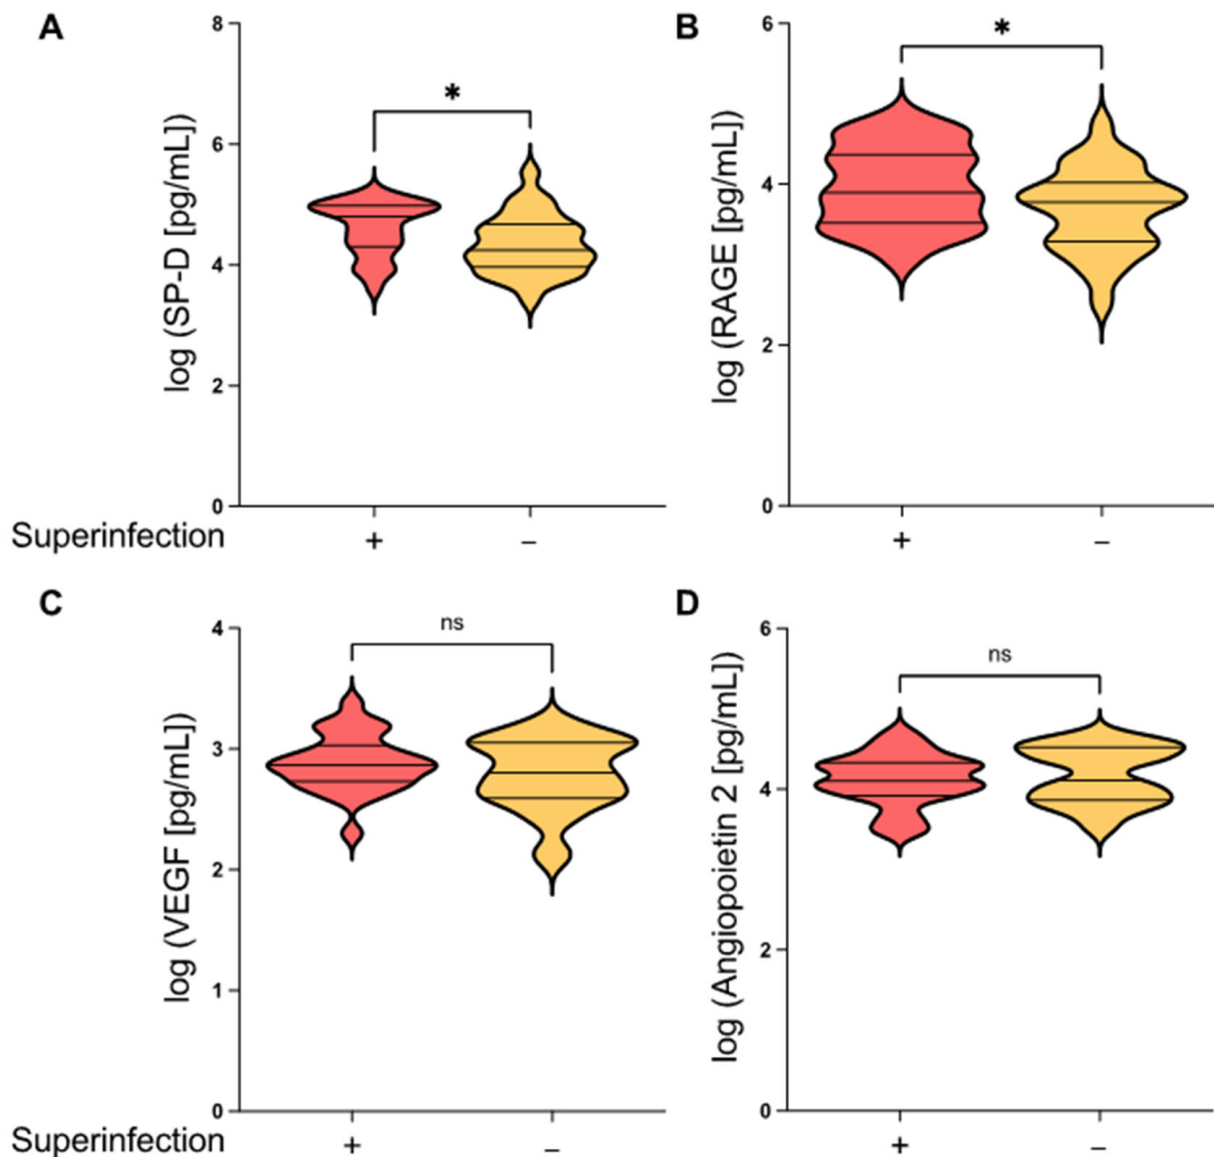 A
B
log (SP-D [pg/mL])
8
6
4
2
0
*
log (RAGE [pg/mL])
6
4
2
0
*
Superinfection + –
+ –
C
D
log (VEGF [pg/mL])
4
3
2
1
0
ns
log (Angiopoietin 2 [pg/mL])
6
4
2
0
ns
Superinfection + –
+ –